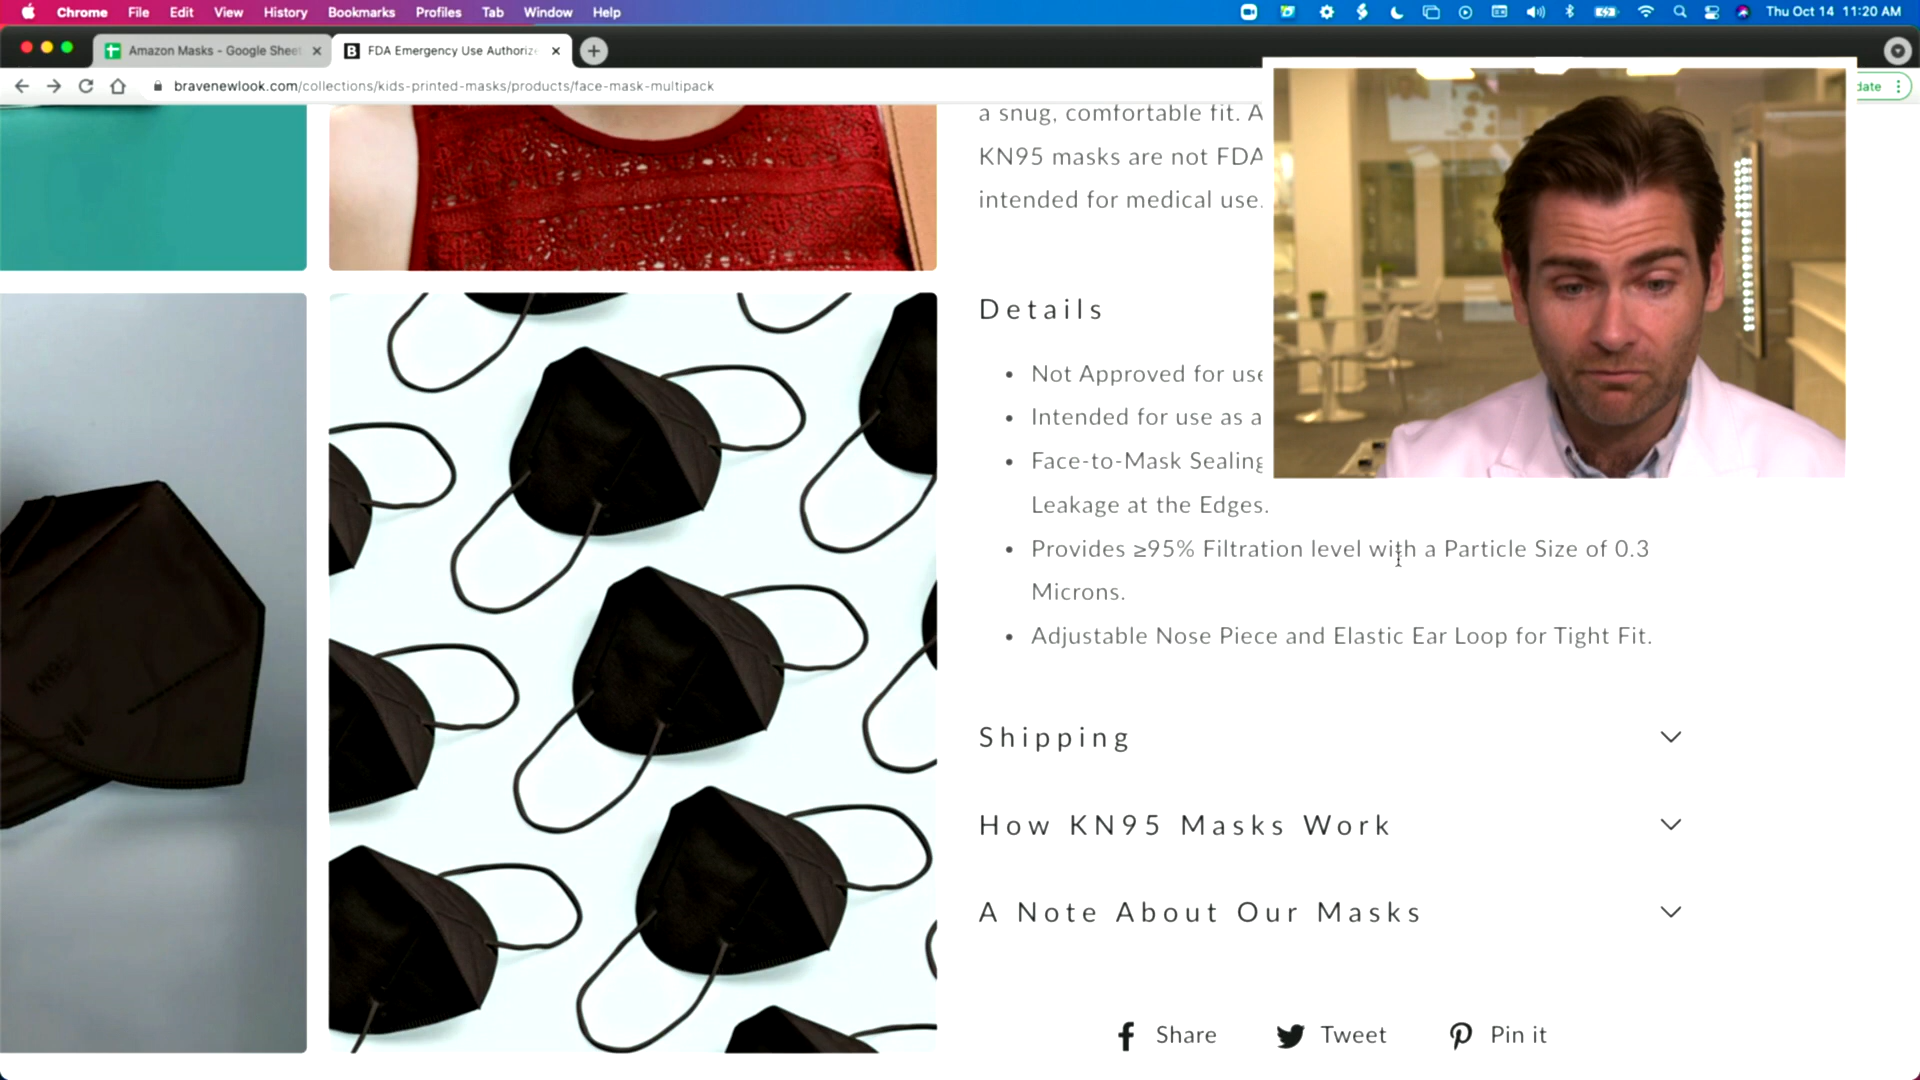 Chrome File Edit View History Bookmarks Profiles Tab Window Help Thu Oct 14 11:20 AM
Amazon Masks - Google Sheet
FDA Emergency Use Authoriz
bravenewlook.com/collections/kids-printed-masks/products/face-mask-multipack
date
a snug, comfortable fit. A
KN95 masks are not FDA
intended for medical use.
Details
• Not Approved for use
• Intended for use as a
• Face-to-Mask Sealing
Leakage at the Edges.
• Provides ≥95% Filtration level with a Particle Size of 0.3
Microns.
• Adjustable Nose Piece and Elastic Ear Loop for Tight Fit.
KN95
Shipping
How KN95 Masks Work
A Note About Our Masks
Share Tweet Pin it